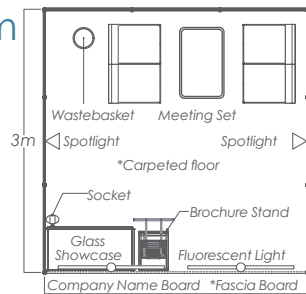 m
Wastebasket Meeting Set
3m
Spotlight Spotlight
*Carpeted floor
Socket
Brochure Stand
Glass
Showcase
Fluorescent Light
Company Name Board *Fascia Board